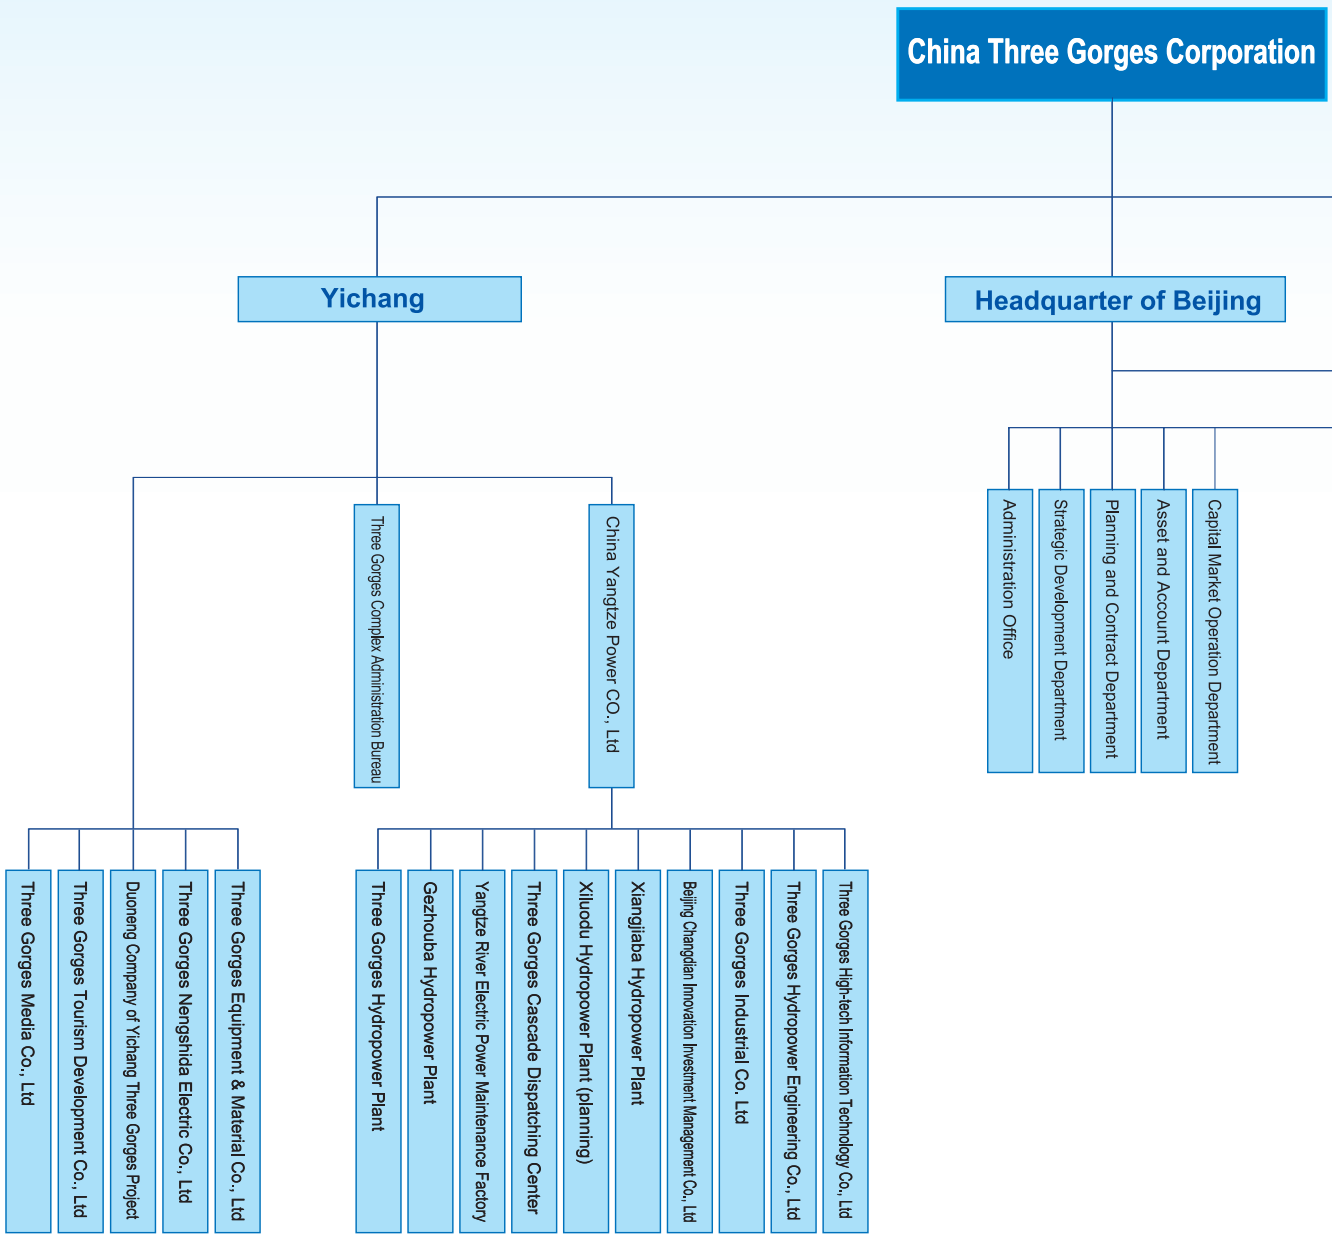 China Three Gorges Corporation
Yichang
Headquarter of Beijing
Administration Office
Strategic Development Department
Planning and Contract Department
Asset and Account Department
Capital Market Operation Department
Three Gorges Complex Administration Bureau
China Yangtze Power CO., Ltd
Three Gorges Media Co., Ltd
Three Gorges Tourism Development Co., Ltd
Duoneng Company of Yichang Three Gorges Project
Three Gorges Nengshida Electric Co., Ltd
Three Gorges Equipment & Material Co., Ltd
Three Gorges Hydropower Plant
Gezhouba Hydropower Plant
Yangtze River Electric Power Maintenance Factory
Three Gorges Cascade Dispatching Center
Xiluodu Hydropower Plant (planning)
Xiangjiaba Hydropower Plant
Beijing Changdian Innovation Investment Management Co., Ltd
Three Gorges Industrial Co. Ltd
Three Gorges Hydropower Engineering Co., Ltd
Three Gorges High-tech Information Technology Co., Ltd